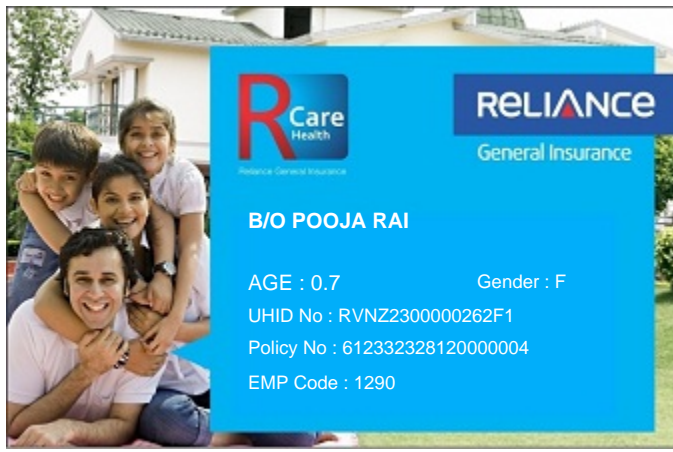 R Care
Health
Reliance General Insurance
RELIANCE
General Insurance
B/O POOJA RAI
AGE : 0.7 Gender : F
UHID No : RVNZ2300000262F1
Policy No : 612332328120000004
EMP Code : 1290